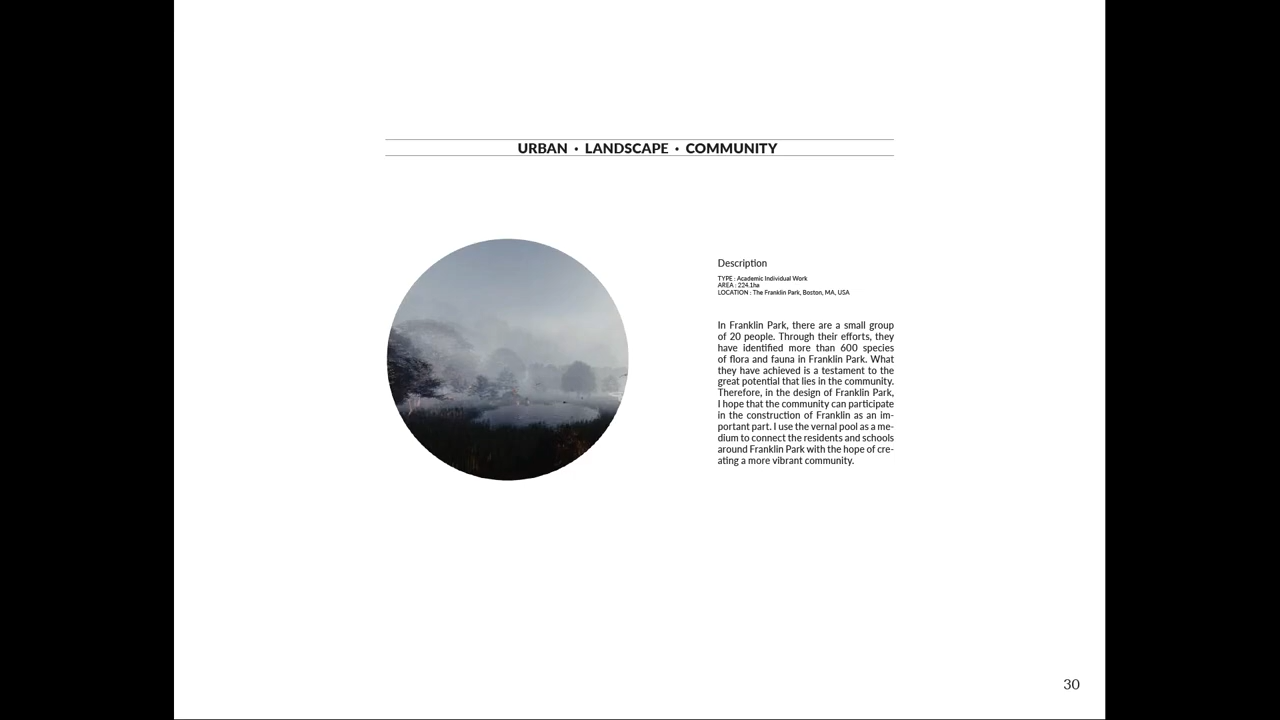 URBAN · LANDSCAPE · COMMUNITY
Description
TYPE : Academic Individual Work
AREA : 224.1ha
LOCATION : The Franklin Park, Boston, MA, USA
In Franklin Park, there are a small group
of 20 people. Through their efforts, they
have identified more than 600 species
of flora and fauna in Franklin Park. What
they have achieved is a testament to the
great potential that lies in the community.
Therefore, in the design of Franklin Park,
I hope that the community can participate
in the construction of Franklin as an im-
portant part. I use the vernal pool as a me-
dium to connect the residents and schools
around Franklin Park with the hope of cre-
ating a more vibrant community.
30